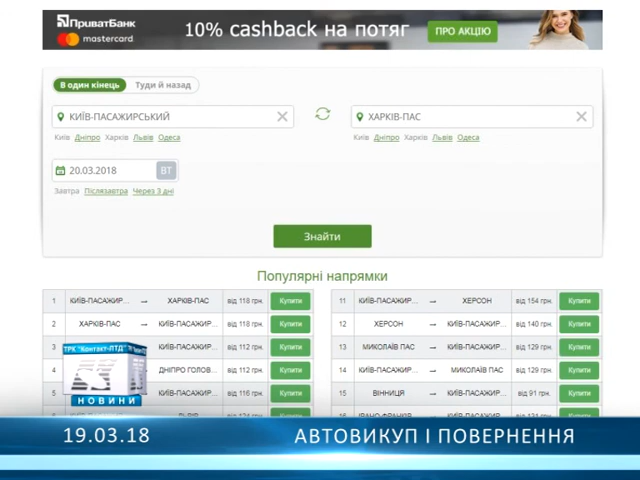 ПриватБанк
mastercard.
10% cashback на потяг
ПРО АКЦІЮ
В один кінець Туди й назад
КИЇВ-ПАСАЖИРСЬКИЙ
ХАРКІВ-ПАС
Київ Дніпро Харків Львів Одеса
Київ Дніпро Харків Львів Одеса
20.03.2018 ВТ
Завтра Післязавтра Через 3 дні
Знайти
Популярні напрямки
1 КИЇВ-ПАСАЖИР... → ХАРКІВ-ПАС від 118 грн. Купити
11 КИЇВ-ПАСАЖИР... → ХЕРСОН від 154 грн. Купити
2 ХАРКІВ-ПАС → КИЇВ-ПАСАЖИР... від 118 грн. Купити
12 ХЕРСОН → КИЇВ-ПАСАЖИР... від 140 грн. Купити
3 КИЇВ-ПАСАЖИР... від 112 грн. Купити
13 МИКОЛАЇВ ПАС → КИЇВ-ПАСАЖИР... від 129 грн. Купити
4 ДНІПРО ГОЛОВ... від 112 грн. Купити
14 КИЇВ-ПАСАЖИР... → МИКОЛАЇВ ПАС від 129 грн. Купити
5 КИЇВ-ПАСАЖИР... від 116 грн. Купити
15 ВІННИЦЯ → КИЇВ-ПАСАЖИР... від 91 грн. Купити
ТРК "Контакт-ЛТД"
НОВИНИ
19.03.18
АВТОВИКУП І ПОВЕРНЕННЯ